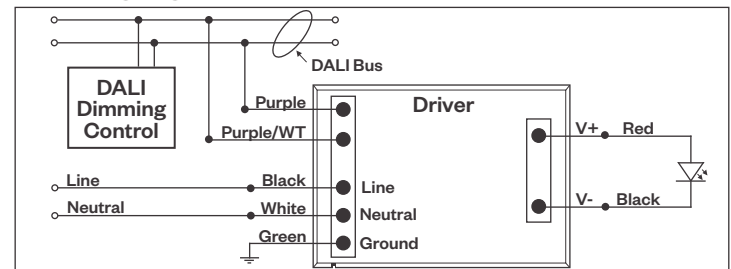 DALI Bus
DALI
Dimming
Control
Driver
Purple
Purple/WT
V+ Red
Line Black Line
Neutral White Neutral
V- Black
Green Ground